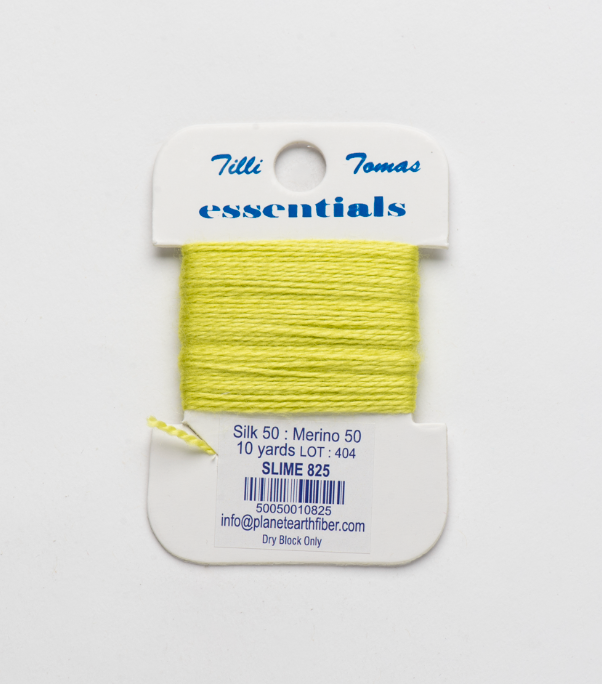 Tilli Tomas
essentials
Silk 50 : Merino 50
10 yards LOT : 404
SLIME 825
50050010825
info@planetearthfiber.com
Dry Block Only